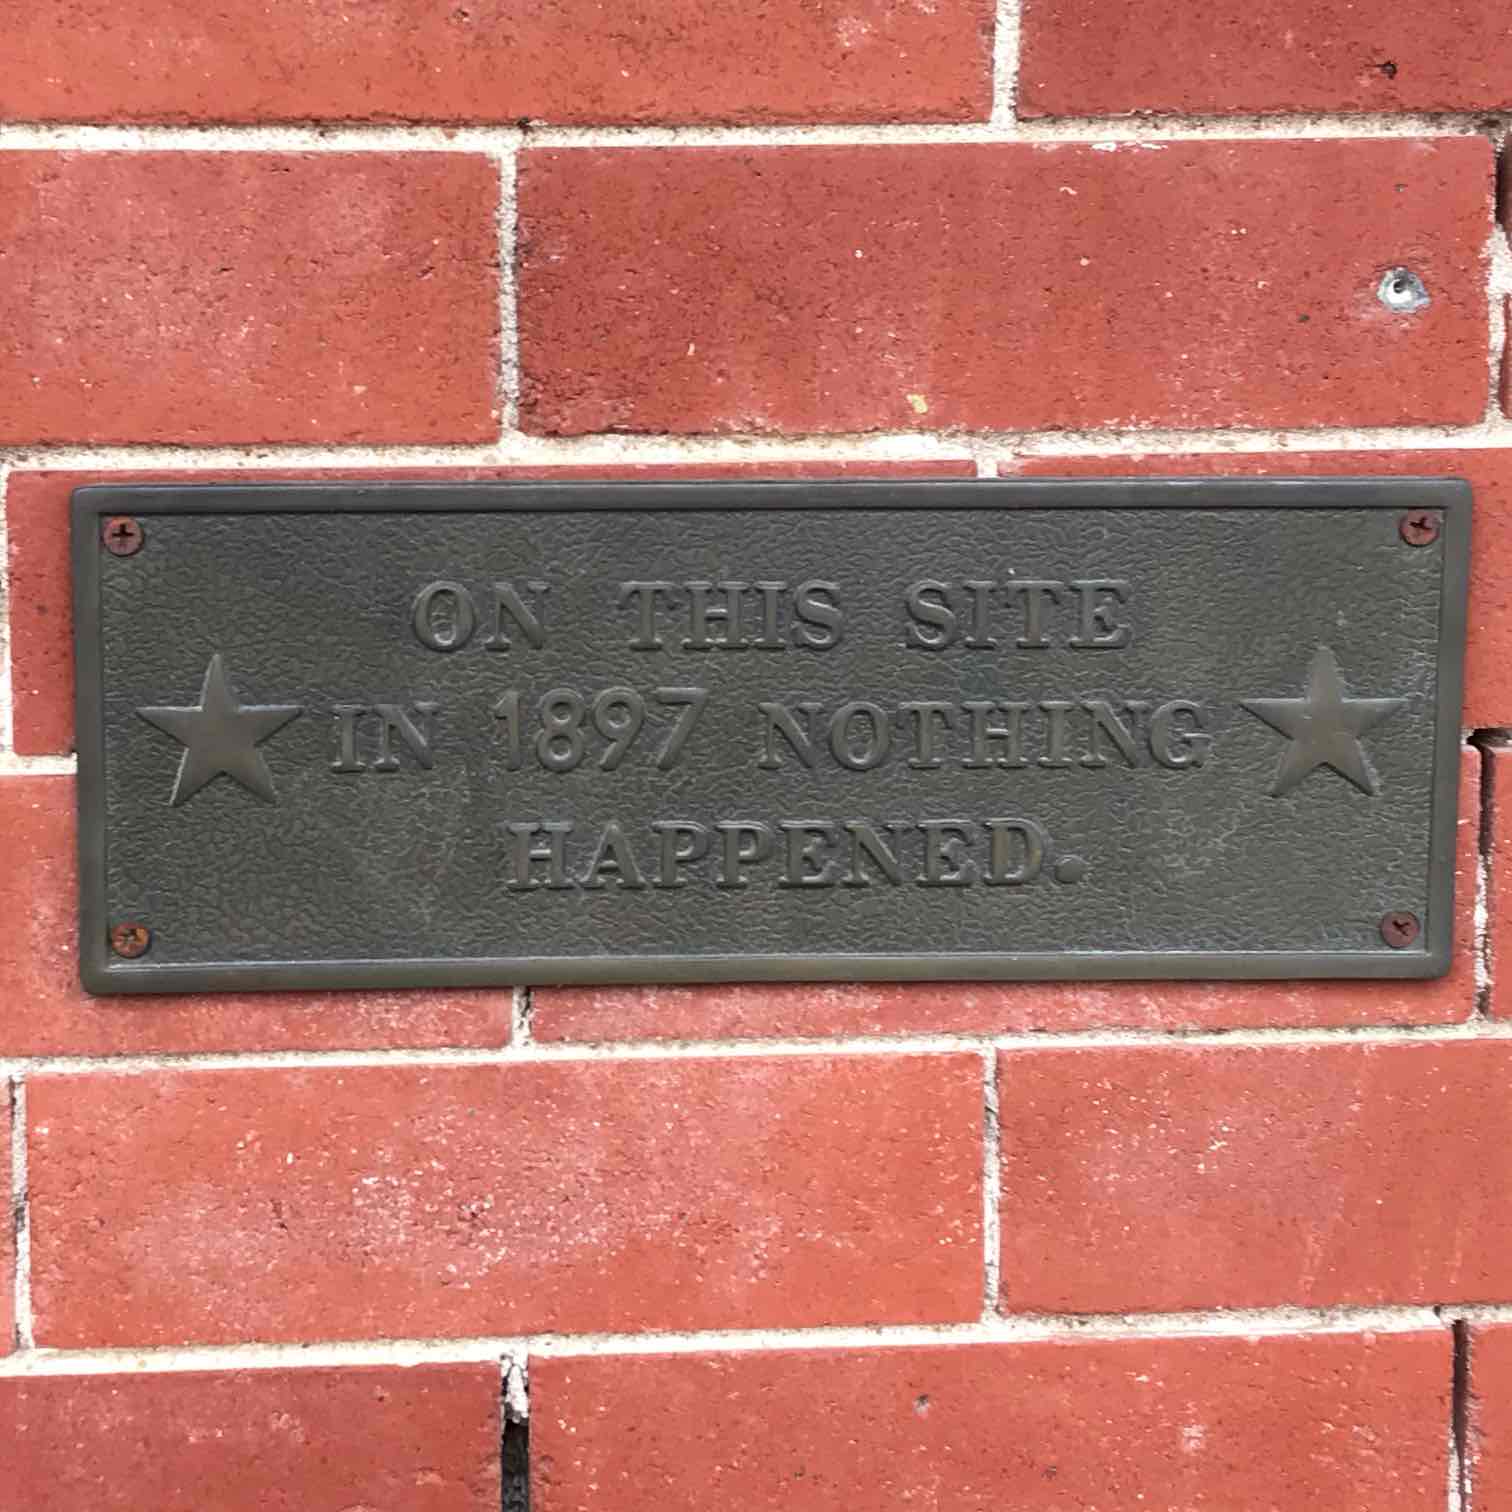 ON THIS SITE
IN 1897 NOTHING
HAPPENED.